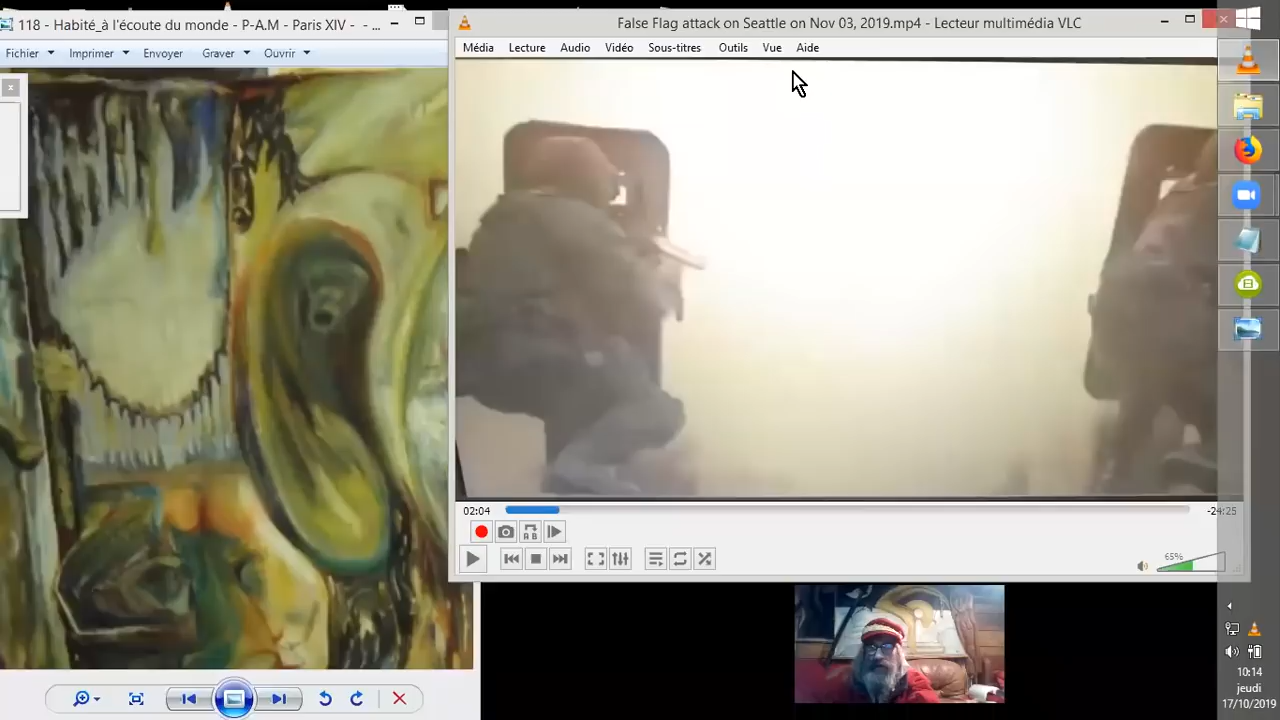 118 - Habité_à l'écoute du monde - P-A-M - Paris XIV - ...
Fichier Imprimer Envoyer Graver Ouvrir
False Flag attack on Seattle on Nov 03, 2019.mp4 - Lecteur multimédia VLC
Média Lecture Audio Vidéo Sous-titres Outils Vue Aide
02:04 -24:25
A B
65%
10:14
jeudi
17/10/2019